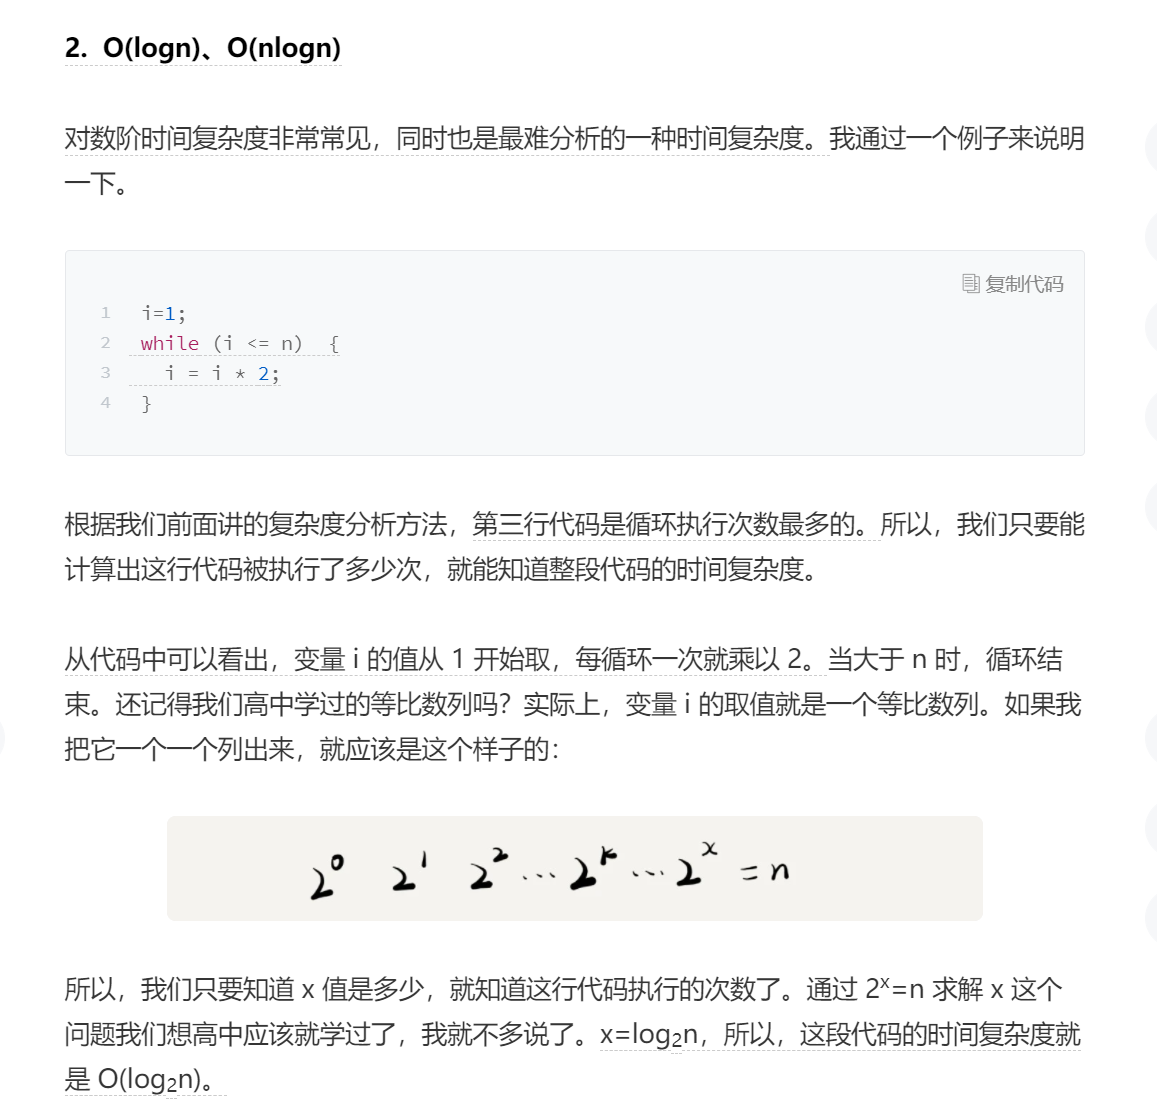 2.  O(logn)、O(nlogn)
对数阶时间复杂度非常常见，同时也是最难分析的一种时间复杂度。我通过一个例子来说明
一下。
复制代码
1 i=1;
2 while (i <= n)  {
3   i = i * 2;
4 }
根据我们前面讲的复杂度分析方法，第三行代码是循环执行次数最多的。所以，我们只要能
计算出这行代码被执行了多少次，就能知道整段代码的时间复杂度。
从代码中可以看出，变量 i 的值从 1 开始取，每循环一次就乘以 2。当大于 n 时，循环结
束。还记得我们高中学过的等比数列吗？实际上，变量 i 的取值就是一个等比数列。如果我
把它一个一个列出来，就应该是这个样子的：
2⁰ 2¹ 2² ... 2ᵏ ... 2ˣ = n
所以，我们只要知道 x 值是多少，就知道这行代码执行的次数了。通过 2ˣ=n 求解 x 这个
问题我们想高中应该就学过了，我就不多说了。x=log₂n，所以，这段代码的时间复杂度就
是 O(log₂n)。